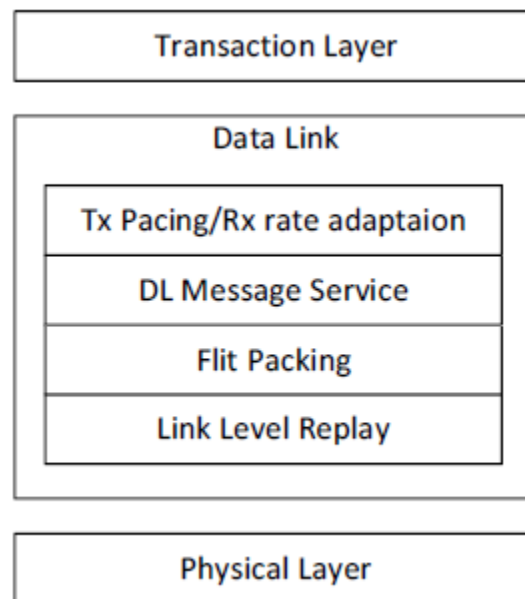 Transaction Layer
Data Link
Tx Pacing/Rx rate adaptaion
DL Message Service
Flit Packing
Link Level Replay
Physical Layer